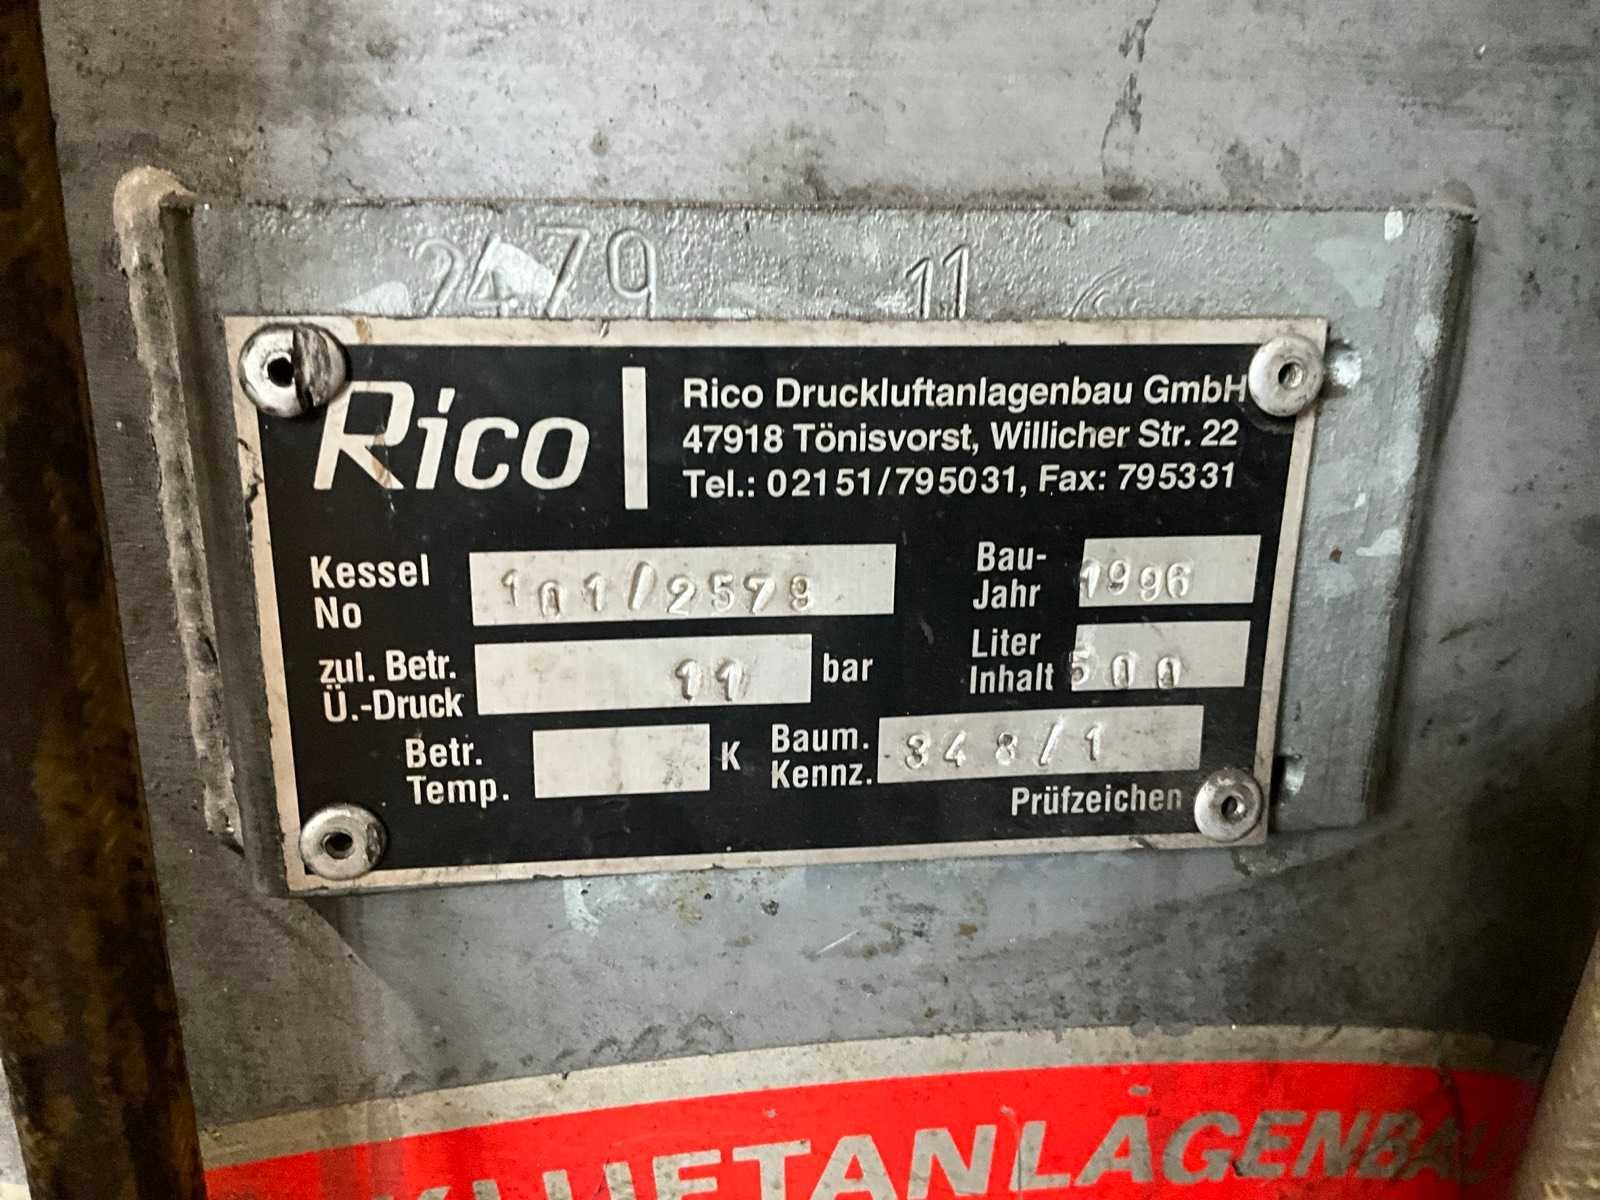 2479 11
Rico
Rico Druckluftanlagenbau GmbH
47918 Tönisvorst, Willicher Str. 22
Tel.: 02151/795031, Fax: 795331
Kessel No 101/2579
Bau-Jahr 1996
zul. Betr. Ü.-Druck 11 bar
Liter Inhalt 500
Betr. Temp. K
Baum. Kennz. 348/1
Prüfzeichen
KLUFTANLAGENBAU